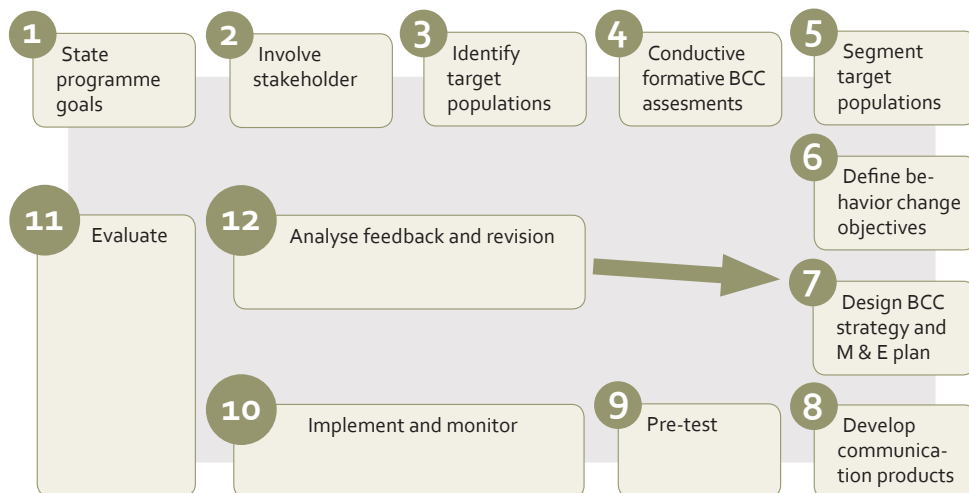 1
State
programme
goals
2
Involve
stakeholder
3
Identify
target
populations
4
Conductive
formative BCC
assesments
5
Segment
target
populations
6
Define be-
havior change
objectives
7
Design BCC
strategy and
M & E plan
8
Develop
communica-
tion products
9
Pre-test
10
Implement and monitor
11
Evaluate
12
Analyse feedback and revision